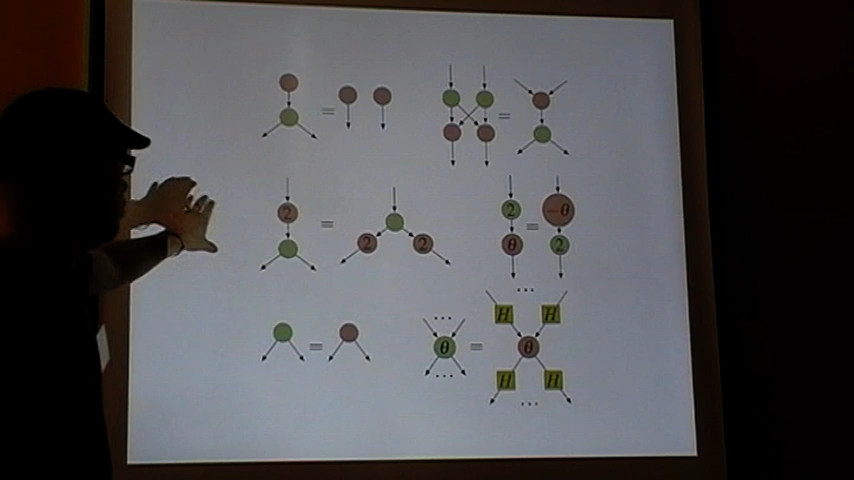 = =
2 = 2 2 2 θ = -θ 2
= ... θ ... = ... H H θ H H ...